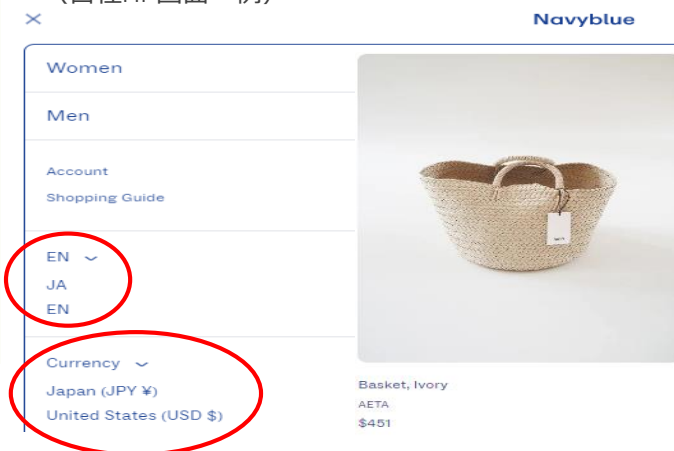 Navyblue
Women
Men
Account
Shopping Guide
EN
JA
EN
Currency
Japan (JPY ¥)
United States (USD $)
Basket, Ivory
AETA
$451